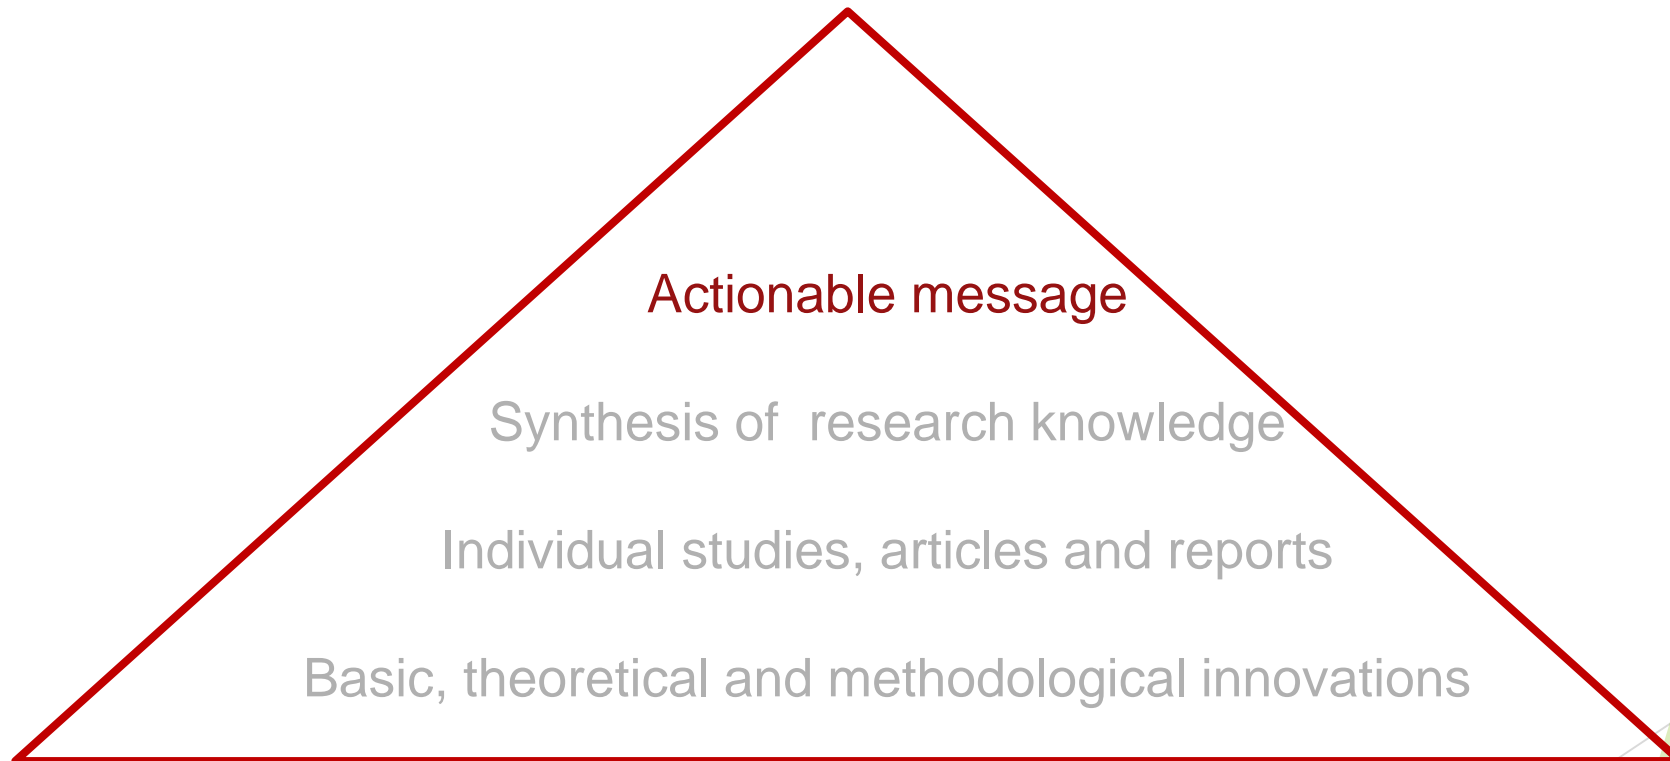 Actionable message
Synthesis of  research knowledge
Individual studies, articles and reports
Basic, theoretical and methodological innovations